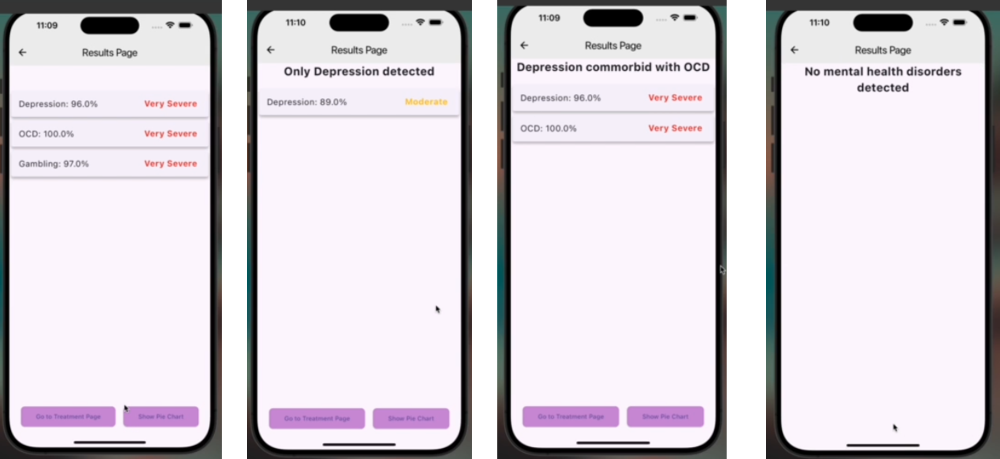 11:09
Results Page
Depression: 96.0% Very Severe
OCD: 100.0% Very Severe
Gambling: 97.0% Very Severe
Go to Treatment Page Show Pie Chart
11:10
Results Page
Only Depression detected
Depression: 89.0% Moderate
Go to Treatment Page Show Pie Chart
11:09
Results Page
Depression commorbid with OCD
Depression: 96.0% Very Severe
OCD: 100.0% Very Severe
Go to Treatment Page Show Pie Chart
11:10
Results Page
No mental health disorders
detected